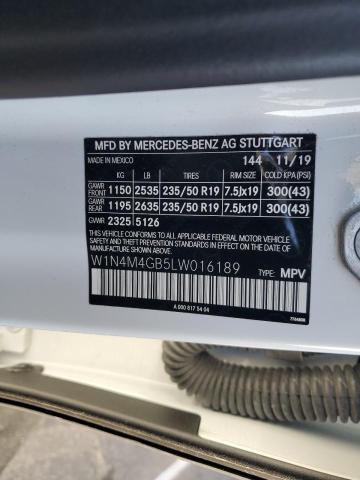 MFD BY MERCEDES-BENZ AG STUTTGART
MADE IN MEXICO 144 11/19
KG LB TIRES RIM SIZE COLD KPA(PSI)
GAWR FRONT 1150 2535 235/50 R19 7.5Jx19 300(43)
GAWR REAR 1195 2635 235/50 R19 7.5Jx19 300(43)
GVWR 2325 5126
THIS VEHICLE CONFORMS TO ALL APPLICABLE U.S. FEDERAL
MOTOR VEHICLE SAFETY AND THEFT PREVENTION STANDARDS
IN EFFECT ON THE DATE OF MANUFACTURE SHOWN ABOVE.
W1N4M4GB5LW016189 TYPE: MPV
A 000 817 54 04